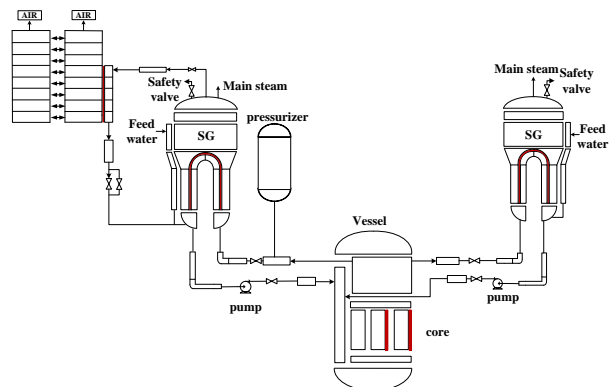 AIR
AIR
Safety
valve
Main steam
Feed
water
SG
pressurizer
Main steam
Safety
valve
SG
Feed
water
Vessel
pump
pump
core